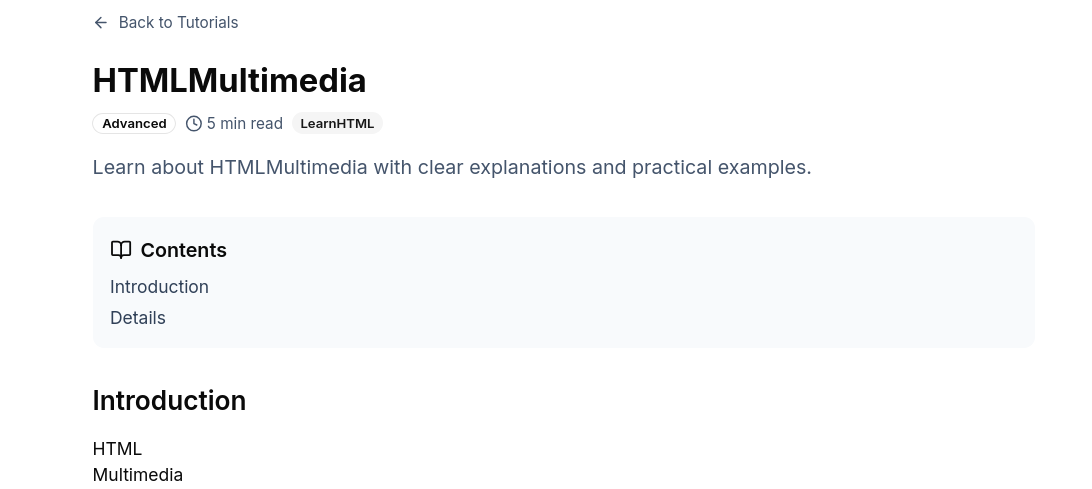 Back to Tutorials
HTMLMultimedia
Advanced 5 min read LearnHTML
Learn about HTMLMultimedia with clear explanations and practical examples.
Contents
Introduction
Details
Introduction
HTML
Multimedia